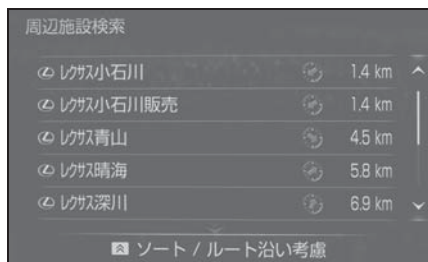 周辺施設検索
レクサス小石川 1.4 km
レクサス小石川販売 1.4 km
レクサス青山 4.5 km
レクサス晴海 5.8 km
レクサス深川 6.9 km
ソート / ルート沿い考慮